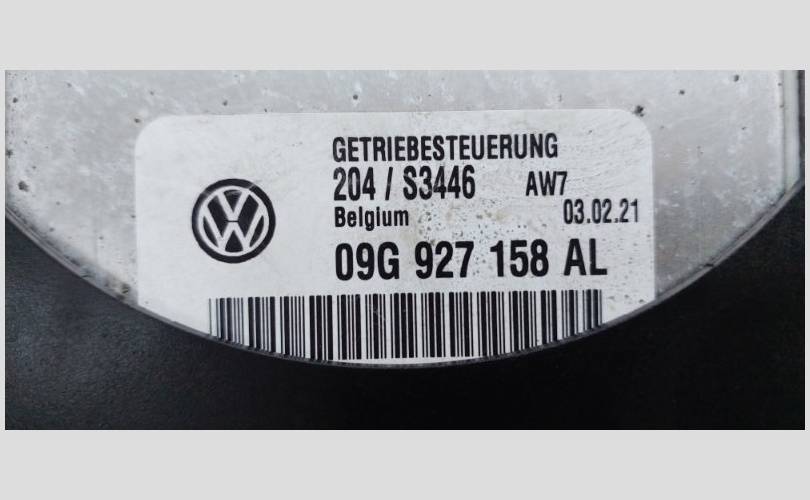 GETRIEBESTEUERUNG
204 / S3446 AW7
Belgium 03.02.21
09G 927 158 AL